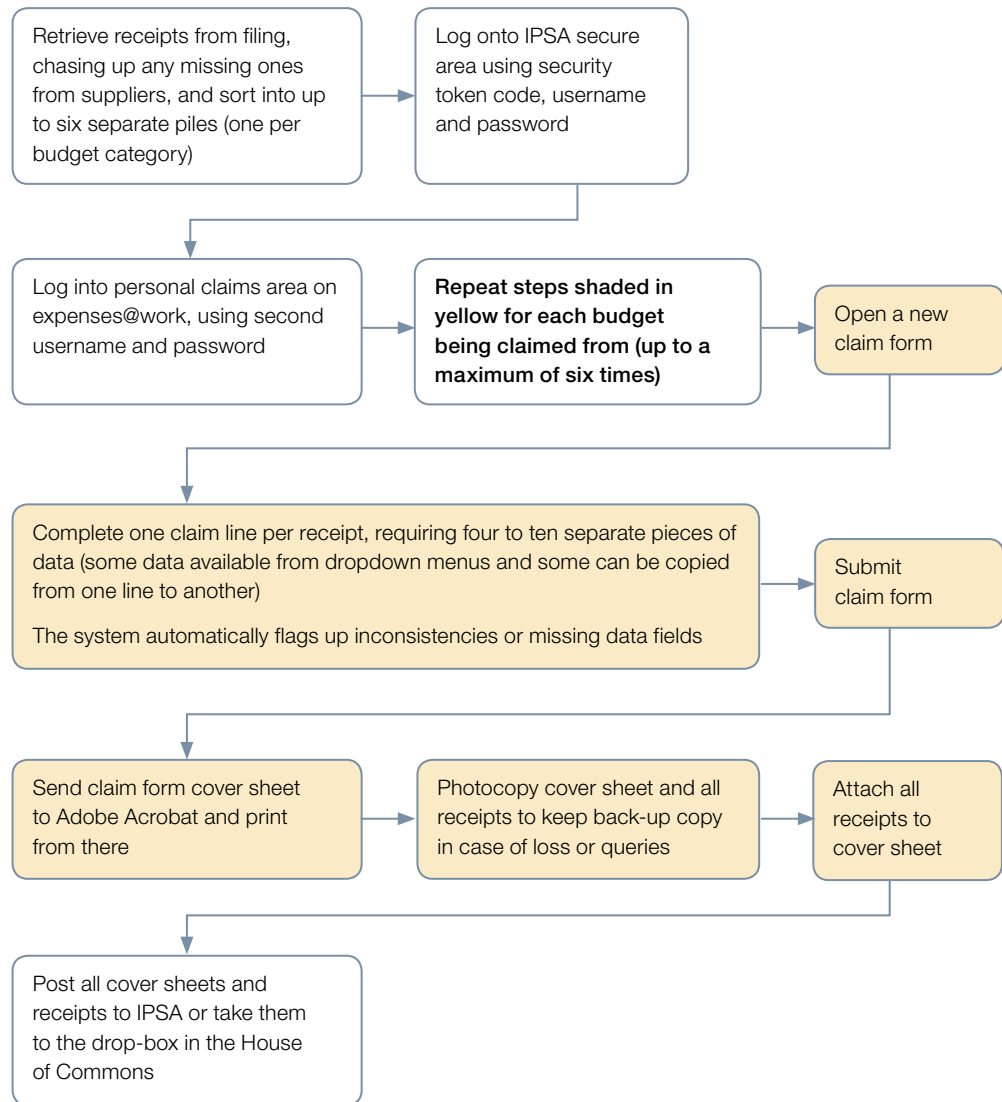 Retrieve receipts from filing,
chasing up any missing ones
from suppliers, and sort into up
to six separate piles (one per
budget category)
Log onto IPSA secure
area using security
token code, username
and password
Log into personal claims area on
expenses@work, using second
username and password
Repeat steps shaded in
yellow for each budget
being claimed from (up to a
maximum of six times)
Open a new
claim form
Complete one claim line per receipt, requiring four to ten separate pieces of
data (some data available from dropdown menus and some can be copied
from one line to another)
The system automatically flags up inconsistencies or missing data fields
Submit
claim form
Send claim form cover sheet
to Adobe Acrobat and print
from there
Photocopy cover sheet and all
receipts to keep back-up copy
in case of loss or queries
Attach all
receipts to
cover sheet
Post all cover sheets and
receipts to IPSA or take them
to the drop-box in the House
of Commons